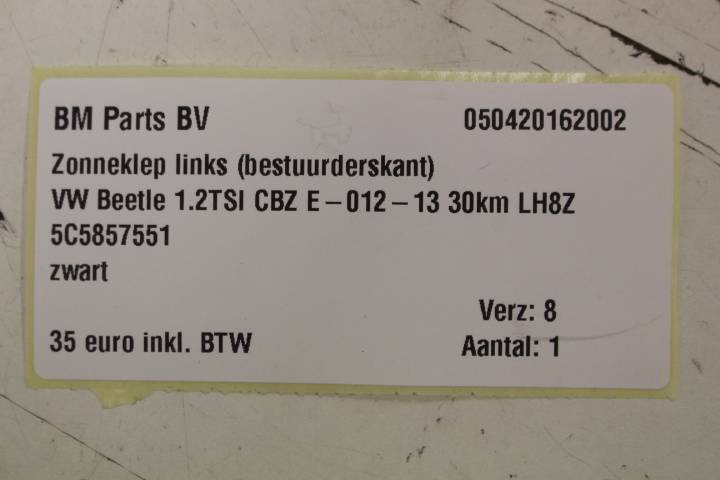 BM Parts BV 050420162002
Zonneklep links (bestuurderskant)
VW Beetle 1.2TSI CBZ E-012-13 30km LH8Z
5C5857551
zwart
Verz: 8
35 euro inkl. BTW Aantal: 1